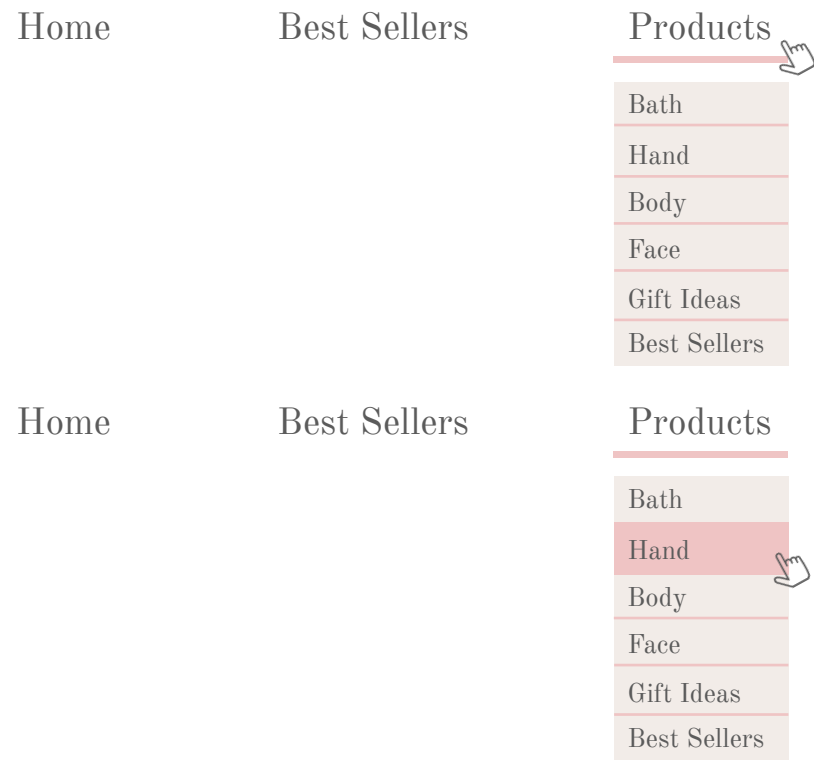 Home Best Sellers Products
Bath
Hand
Body
Face
Gift Ideas
Best Sellers
Home Best Sellers Products
Bath
Hand
Body
Face
Gift Ideas
Best Sellers